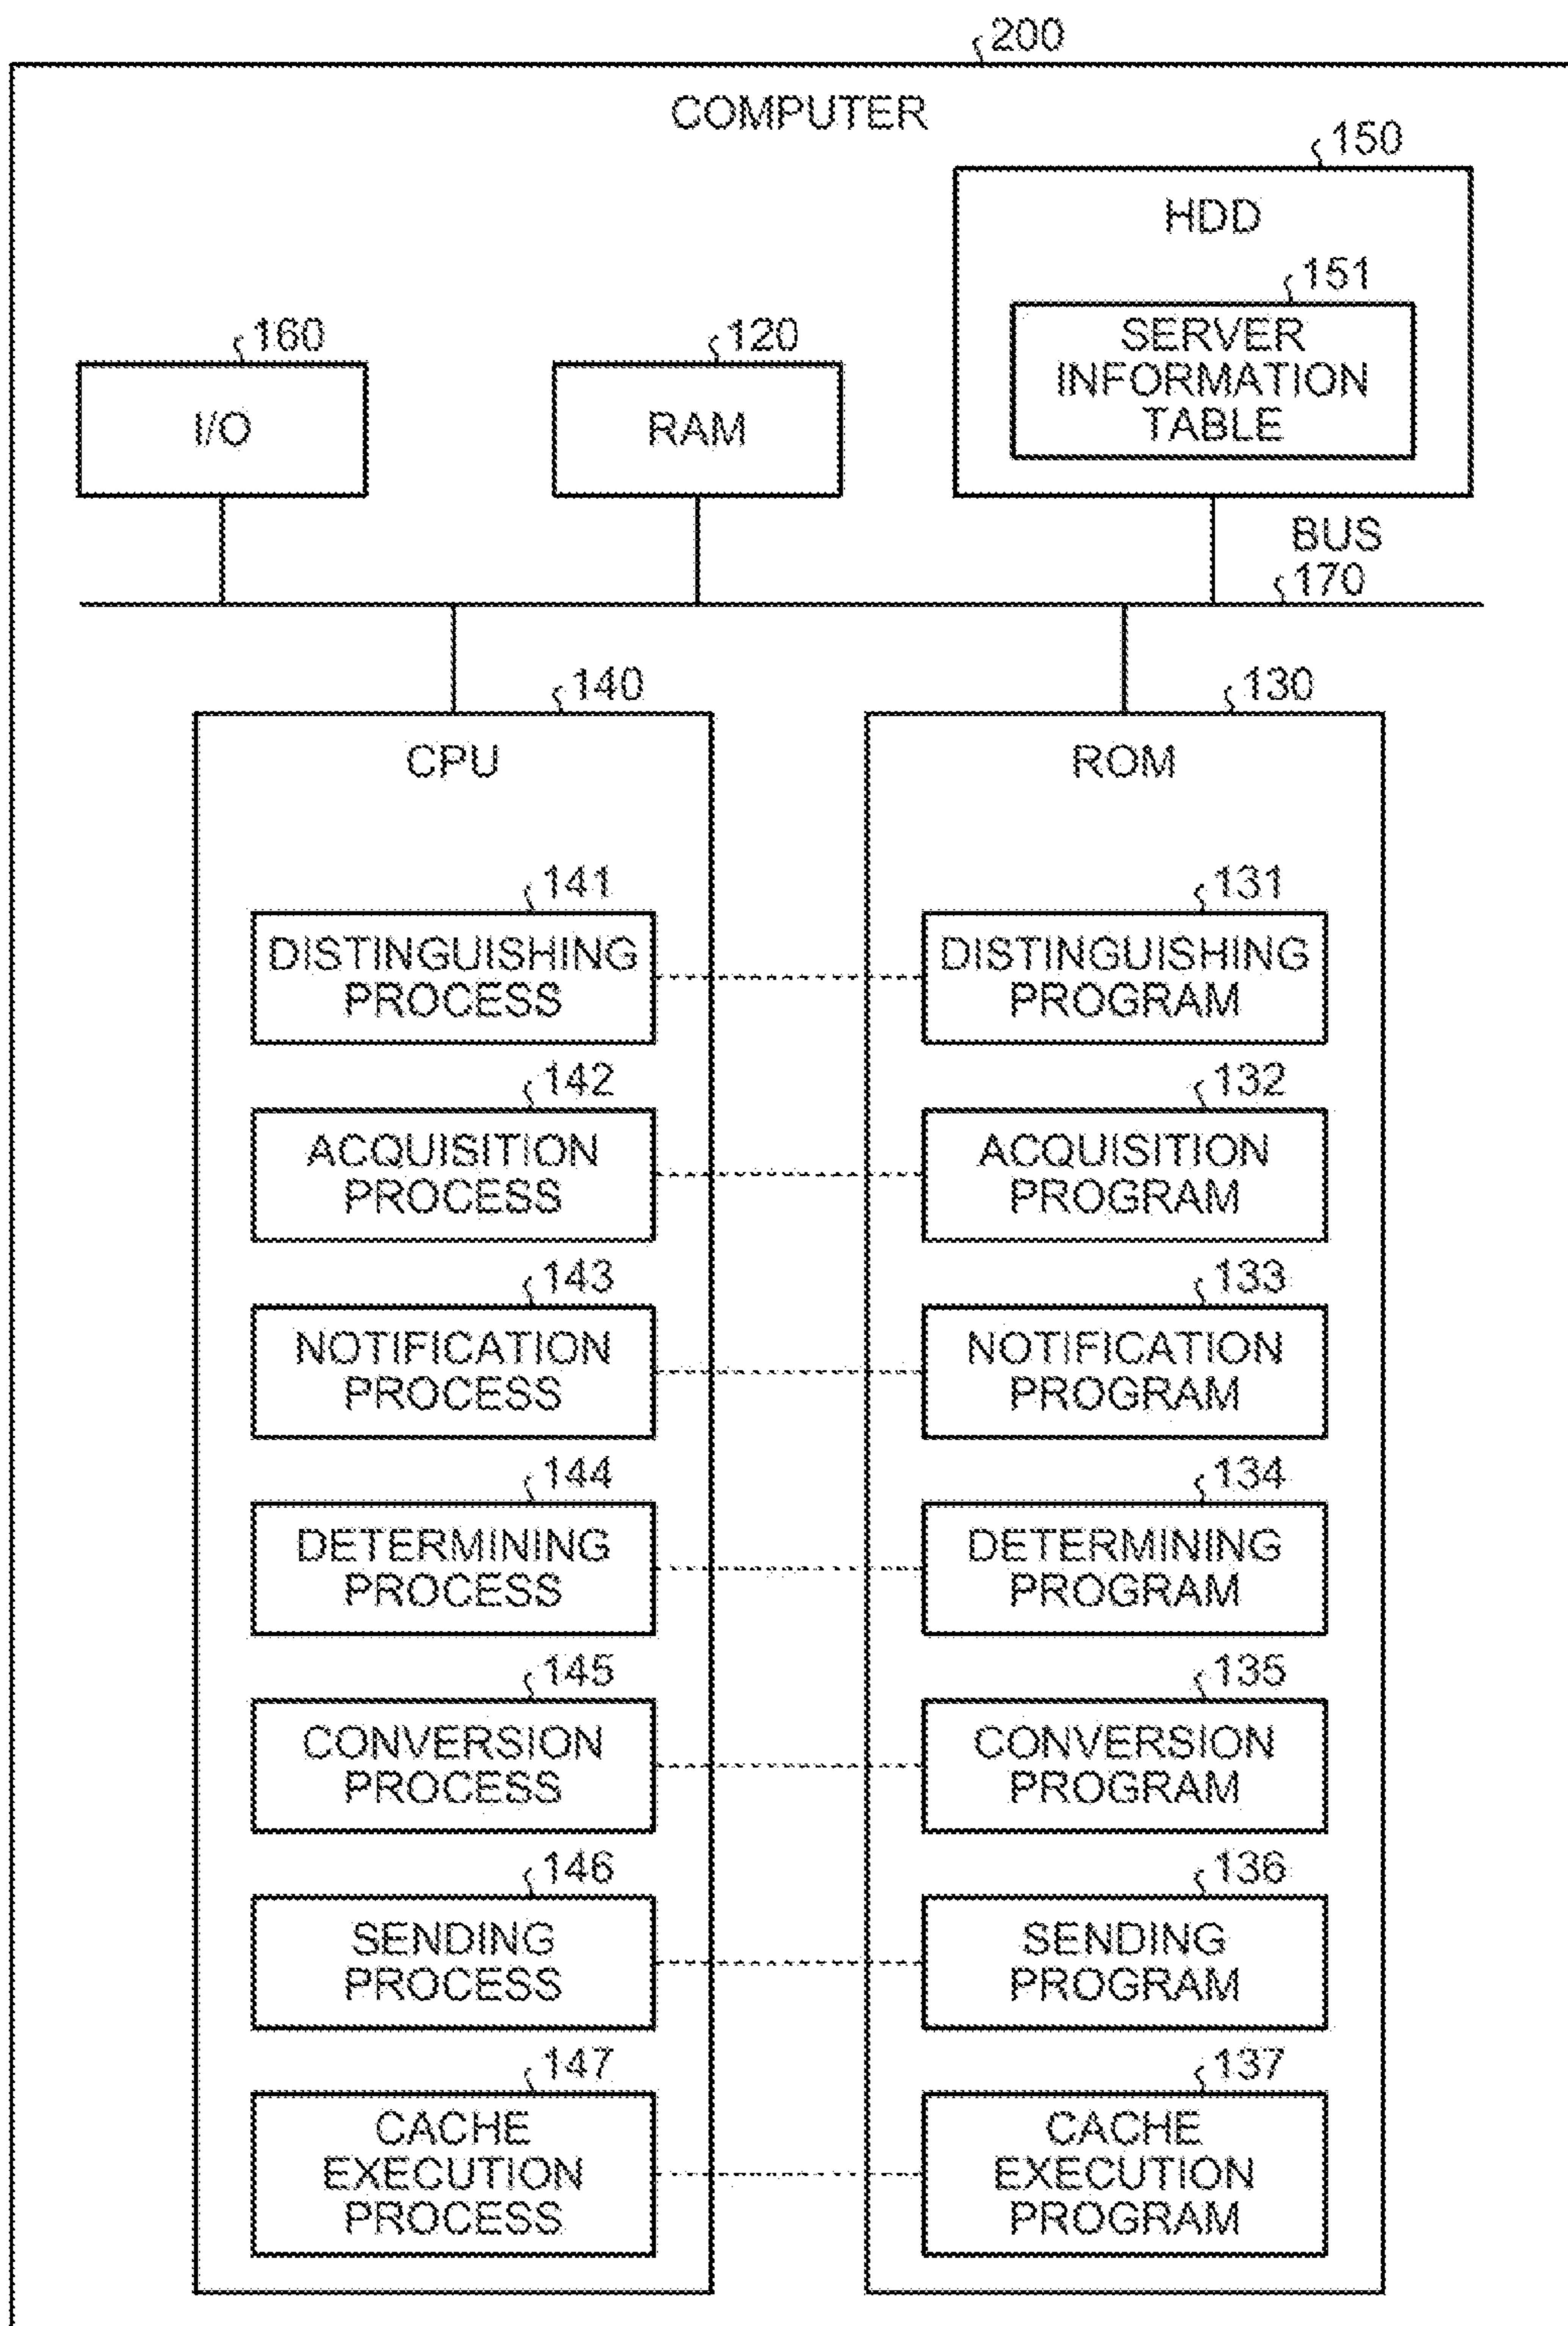 200
COMPUTER
150
HDD
151
SERVER
INFORMATION
TABLE
160
I/O
120
RAM
BUS
170
140
CPU
130
ROM
141
DISTINGUISHING
PROCESS
131
DISTINGUISHING
PROGRAM
142
ACQUISITION
PROCESS
132
ACQUISITION
PROGRAM
143
NOTIFICATION
PROCESS
133
NOTIFICATION
PROGRAM
144
DETERMINING
PROCESS
134
DETERMINING
PROGRAM
145
CONVERSION
PROCESS
135
CONVERSION
PROGRAM
146
SENDING
PROCESS
136
SENDING
PROGRAM
147
CACHE
EXECUTION
PROCESS
137
CACHE
EXECUTION
PROGRAM